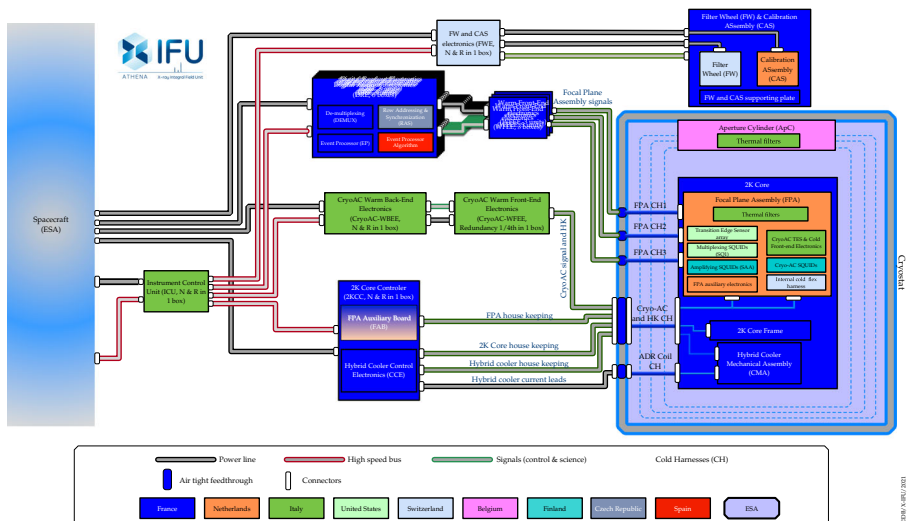 IFU
ATHENA X-ray Integral Field Unit
Spacecraft
(ESA)
FW and CAS
electronics (FWE,
N & R in 1 box)
Filter Wheel (FW) & Calibration
ASsembly (CAS)
Filter
Wheel (FW)
Calibration
ASsembly
(CAS)
FW and CAS supporting plate
De-multiplexing
(DEMUX)
Row Addressing &
Synchronization
(RAS)
Event Processor (EP)
Event Processor
Algorithm
Warm Front-End
Focal Plane
Assembly signals
Aperture Cylinder (ApC)
Thermal filters
CryoAC Warm Back-End
Electronics
(CryoAC-WBEE,
N & R in 1 box)
CryoAC Warm Front-End
Electronics
(CryoAC-WFEE,
Redundancy 1/4th in 1 box)
CryoAC signal and HK
FPA CH1
FPA CH2
FPA CH3
2K Core
Focal Plane Assembly (FPA)
Thermal filters
Transition Edge Sensor
array
Multiplexing SQUIDs
(SQ1)
Amplifying SQUIDs (SAA)
FPA auxiliary electronics
CryoAC TES & Cold
Front-end Electronics
Cryo-AC SQUIDs
Internal cold flex
harness
Cryostat
Instrument Control
Unit (ICU, N & R in
1 box)
2K Core Controler
(2KCC, N & R in 1 box)
FPA Auxiliary Board
(FAB)
Hybrid Cooler Control
Electronics (CCE)
FPA house keeping
2K Core house keeping
Hybrid cooler house keeping
Hybrid cooler current leads
Cryo-AC
and HK CH
ADR Coil
CH
2K Core Frame
Hybrid Cooler
Mechanical Assembly
(CMA)
Power line
High speed bus
Signals (control & science)
Cold Harnesses (CH)
Air tight feedthrough
Connectors
France
Netherlands
Italy
United States
Switzerland
Belgium
Finland
Czech Republic
Spain
ESA